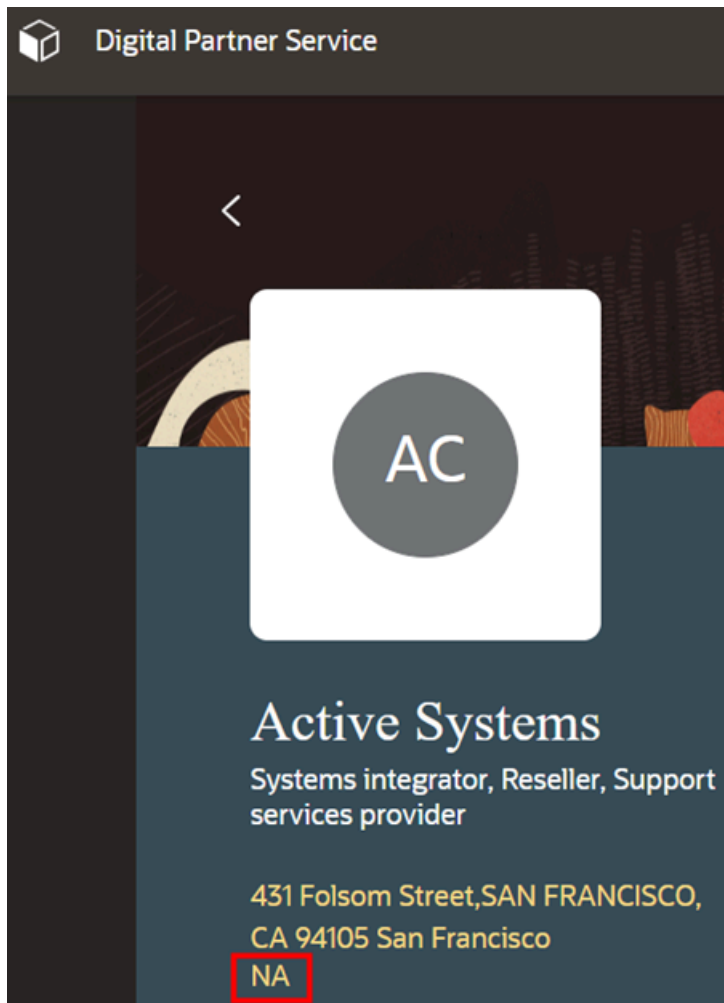 Digital Partner Service
AC
Active Systems
Systems integrator, Reseller, Support
services provider
431 Folsom Street,SAN FRANCISCO,
CA 94105 San Francisco
NA